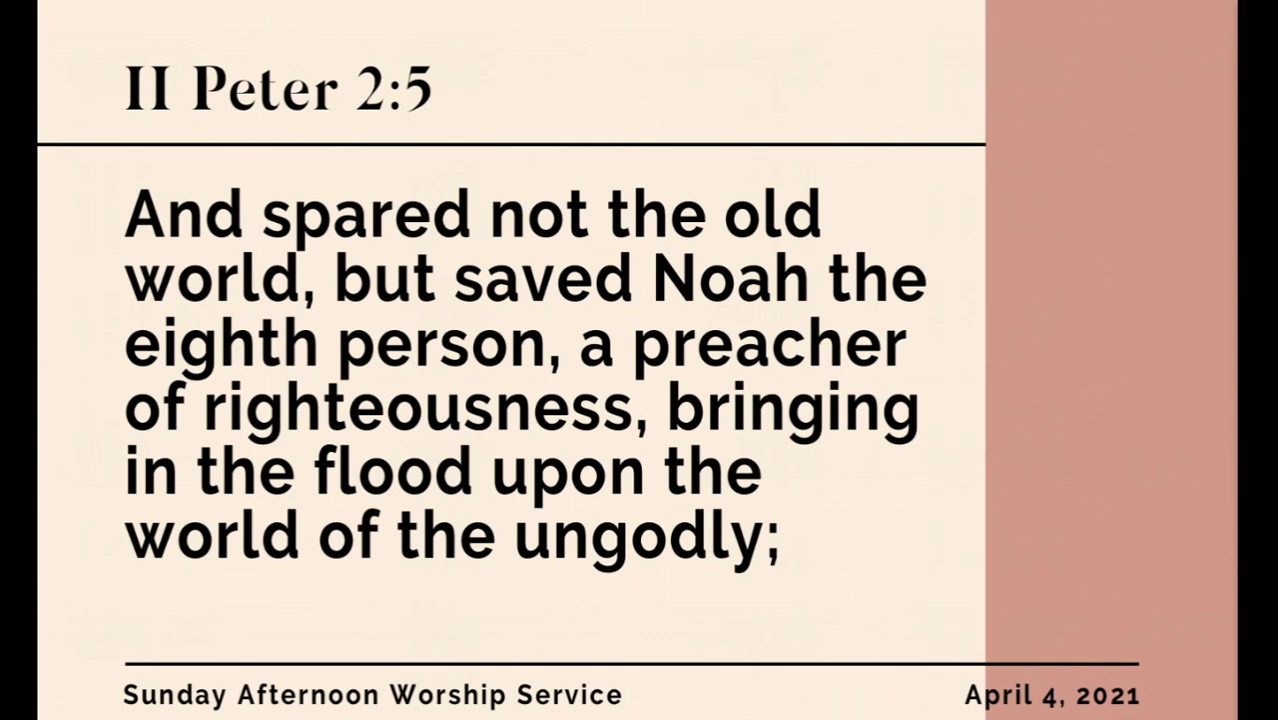 II Peter 2:5
And spared not the old
world, but saved Noah the
eighth person, a preacher
of righteousness, bringing
in the flood upon the
world of the ungodly;
Sunday Afternoon Worship Service
April 4, 2021